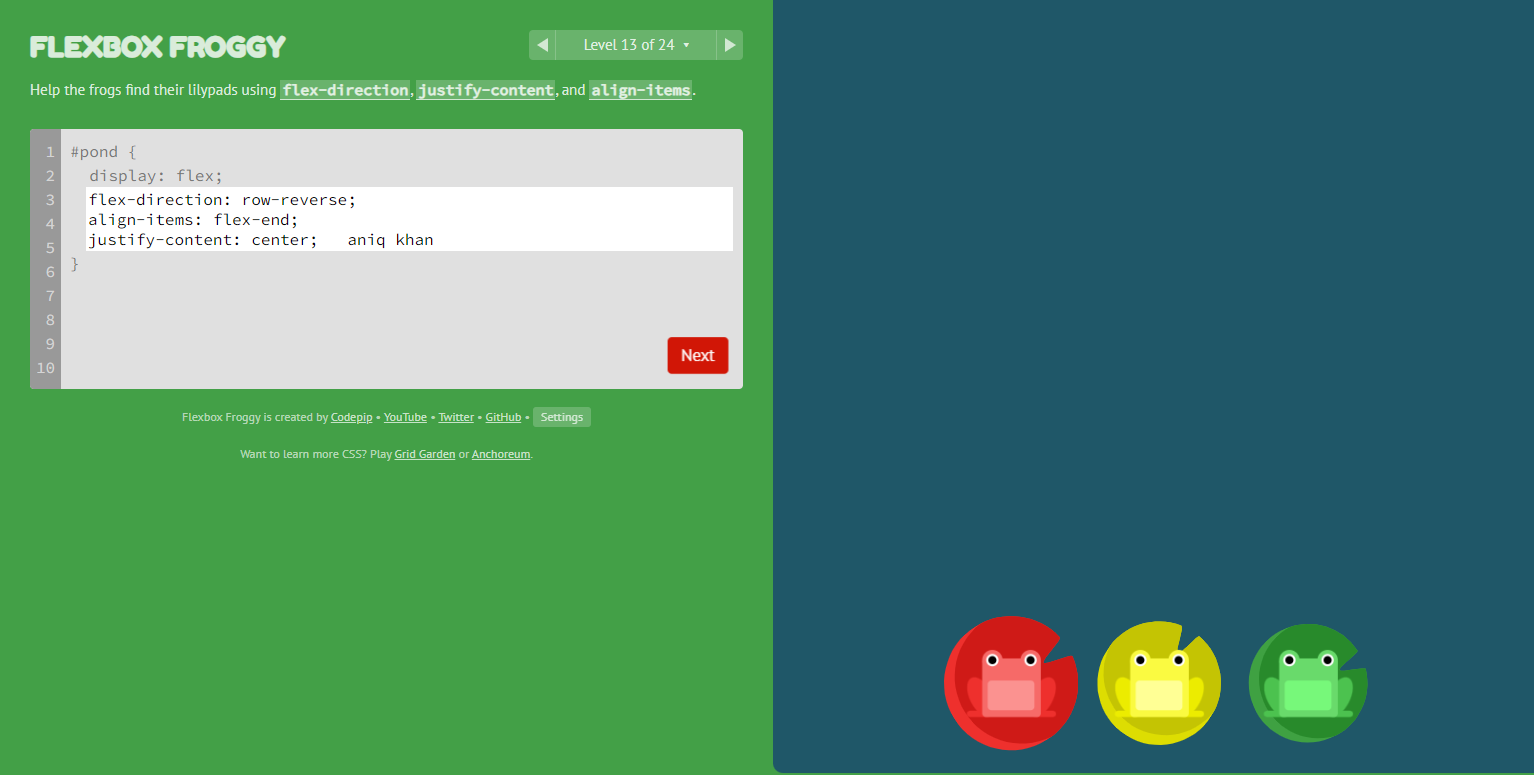 FLEXBOX FROGGY
Level 13 of 24
Help the frogs find their lilypads using flex-direction, justify-content, and align-items.
1 #pond {
2 display: flex;
3 flex-direction: row-reverse;
4 align-items: flex-end;
5 justify-content: center; aniq khan
6 }
7
8
9
10
Next
Flexbox Froggy is created by Codepip • YouTube • Twitter • GitHub • Settings
Want to learn more CSS? Play Grid Garden or Anchoreum.